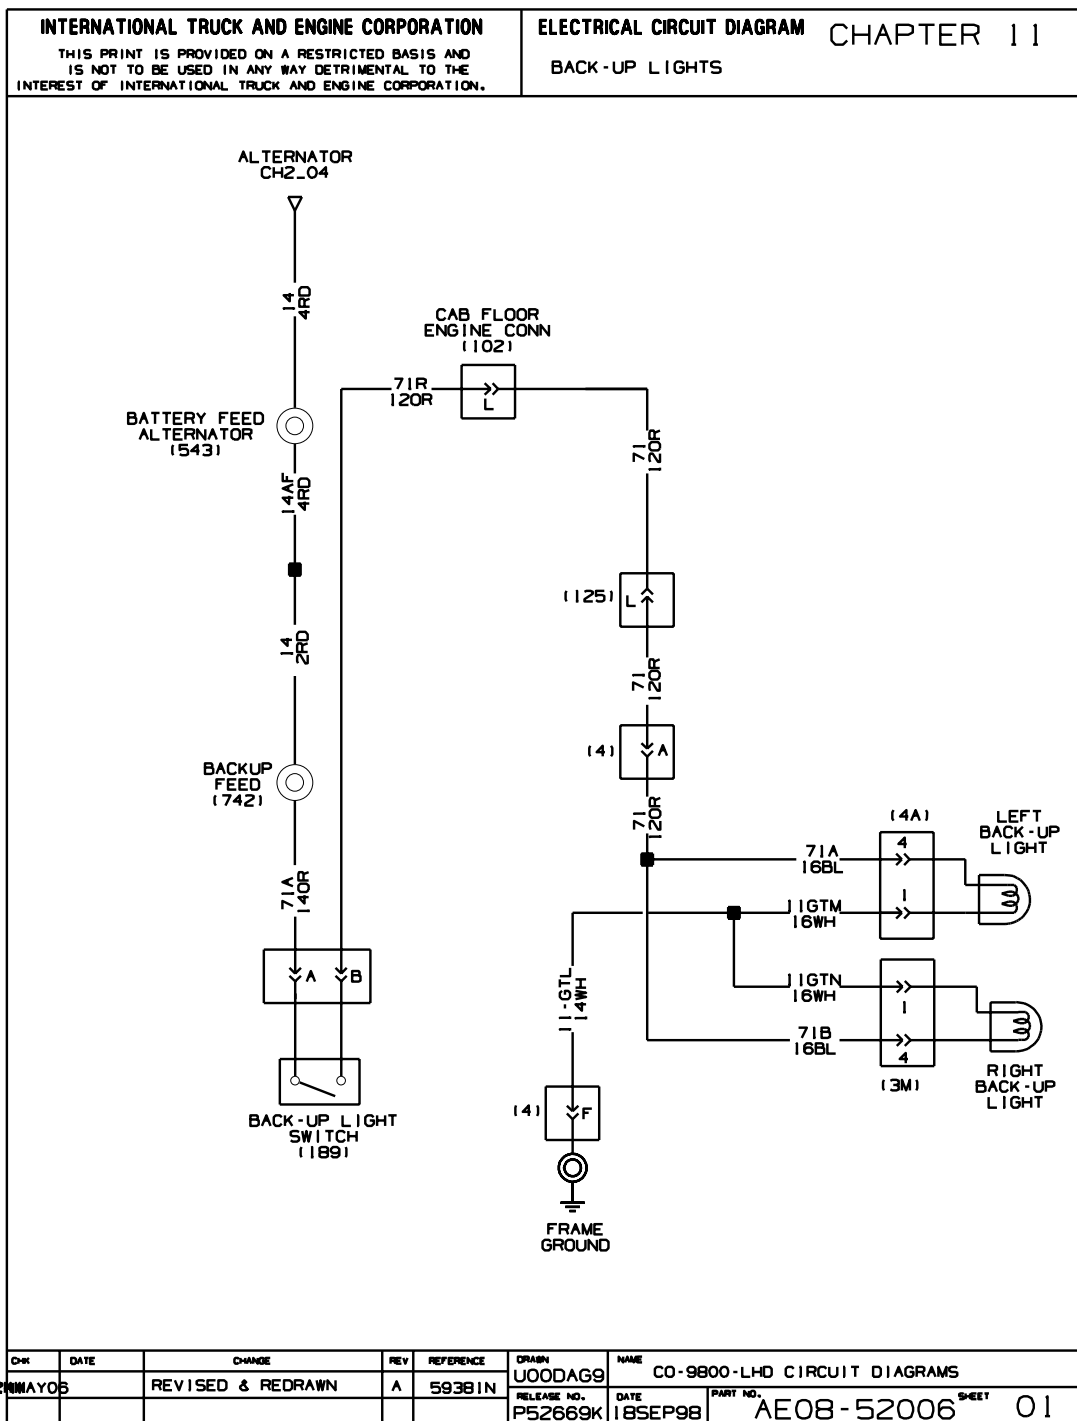 INTERNATIONAL TRUCK AND ENGINE CORPORATION
THIS PRINT IS PROVIDED ON A RESTRICTED BASIS AND
IS NOT TO BE USED IN ANY WAY DETRIMENTAL TO THE
INTEREST OF INTERNATIONAL TRUCK AND ENGINE CORPORATION.
ELECTRICAL CIRCUIT DIAGRAM
CHAPTER 11
BACK-UP LIGHTS
ALTERNATOR
CH2_04
14
4RD
CAB FLOOR
ENGINE CONN
(102)
71R
12OR
L
BATTERY FEED
ALTERNATOR
(543)
71
12OR
14AF
4RD
(125)
L
14
2RD
71
12OR
(4)
A
BACKUP
FEED
(742)
71
12OR
(4A)
LEFT
BACK-UP
LIGHT
4
71A
16BL
71A
14OR
1
11GTM
16WH
A
B
11GTN
16WH
1
11-GTL
14WH
71B
16BL
4
(3M)
RIGHT
BACK-UP
LIGHT
(4)
F
BACK-UP LIGHT
SWITCH
(189)
FRAME
GROUND
CHK
DATE
CHANGE
REV
REFERENCE
DRAWN
NAME
MAY06
REVISED & REDRAWN
A
59381N
U00DAG9
CO-9800-LHD CIRCUIT DIAGRAMS
RELEASE NO.
DATE
PART NO.
SHEET
P52669K
18SEP98
AE08-52006
01